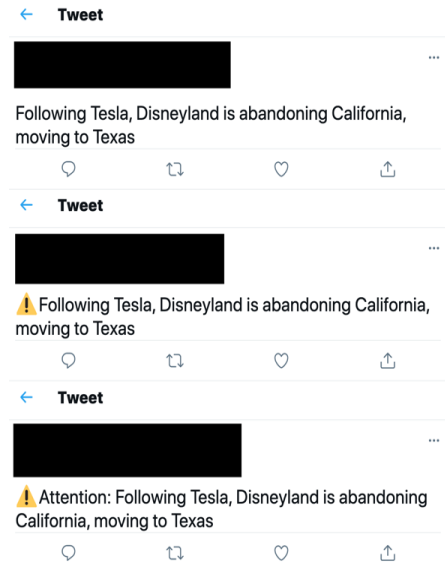 ← Tweet
...
Following Tesla, Disneyland is abandoning California,
moving to Texas
← Tweet
...
⚠️Following Tesla, Disneyland is abandoning California,
moving to Texas
← Tweet
...
⚠️Attention: Following Tesla, Disneyland is abandoning
California, moving to Texas